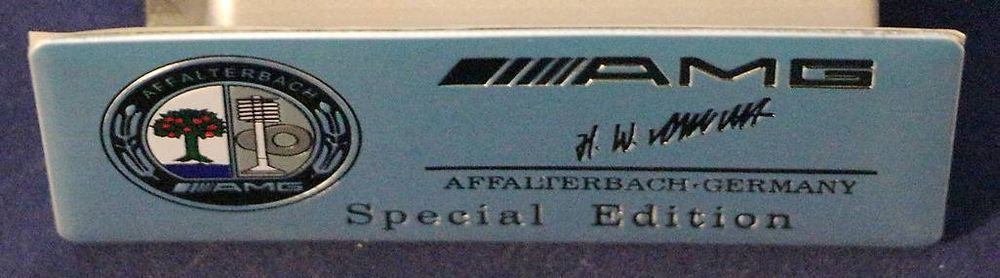 AFFALTERBACH
AMG
AMG
H. W.
AFFALTERBACH·GERMANY
Special Edition